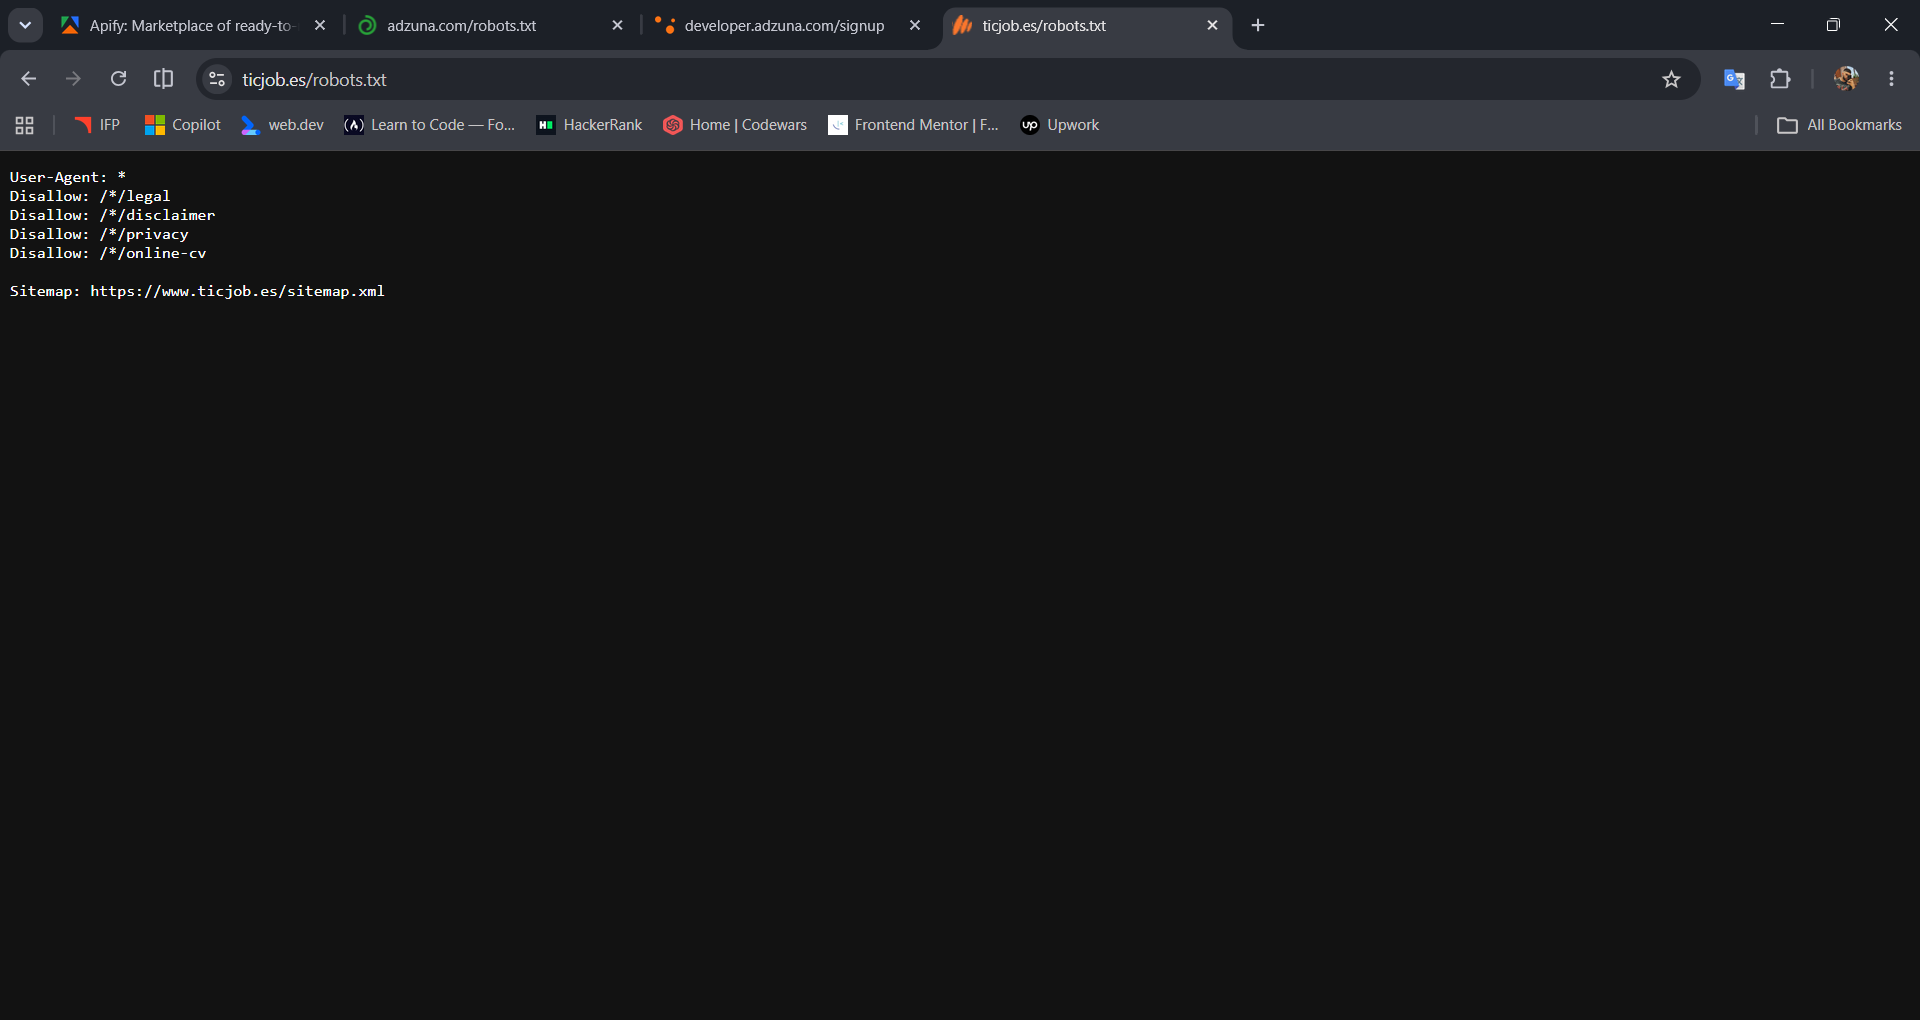 Apify: Marketplace of ready-to-
adzuna.com/robots.txt
developer.adzuna.com/signup
ticjob.es/robots.txt
ticjob.es/robots.txt
IFP
Copilot
web.dev
Learn to Code — Fo...
HackerRank
Home | Codewars
Frontend Mentor | F...
Upwork
All Bookmarks
User-Agent: *
Disallow: /*/legal
Disallow: /*/disclaimer
Disallow: /*/privacy
Disallow: /*/online-cv
Sitemap: https://www.ticjob.es/sitemap.xml